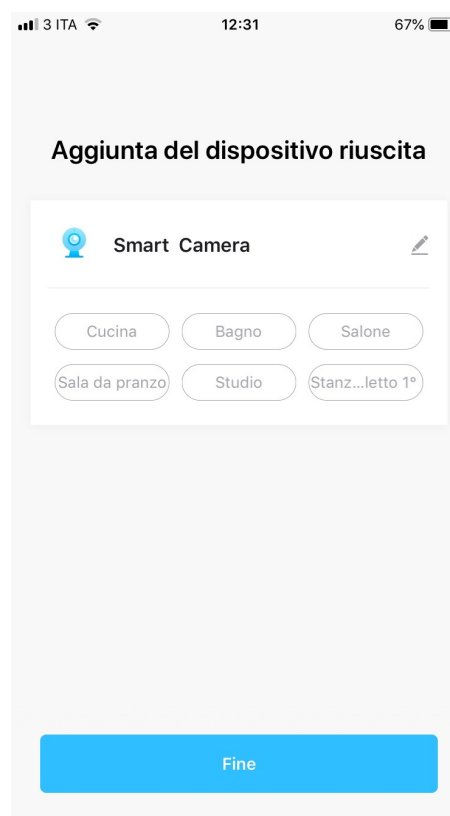 3 ITA 12:31 67%
Aggiunta del dispositivo riuscita
Smart Camera
Cucina Bagno Salone
Sala da pranzo Studio Stanz...letto 1°
Fine